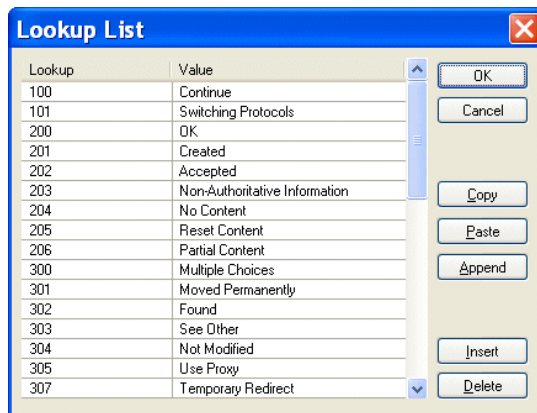 Lookup List
Lookup Value
100 Continue
101 Switching Protocols
200 OK
201 Created
202 Accepted
203 Non-Authoritative Information
204 No Content
205 Reset Content
206 Partial Content
300 Multiple Choices
301 Moved Permanently
302 Found
303 See Other
304 Not Modified
305 Use Proxy
307 Temporary Redirect
OK
Cancel
Copy
Paste
Append
Insert
Delete